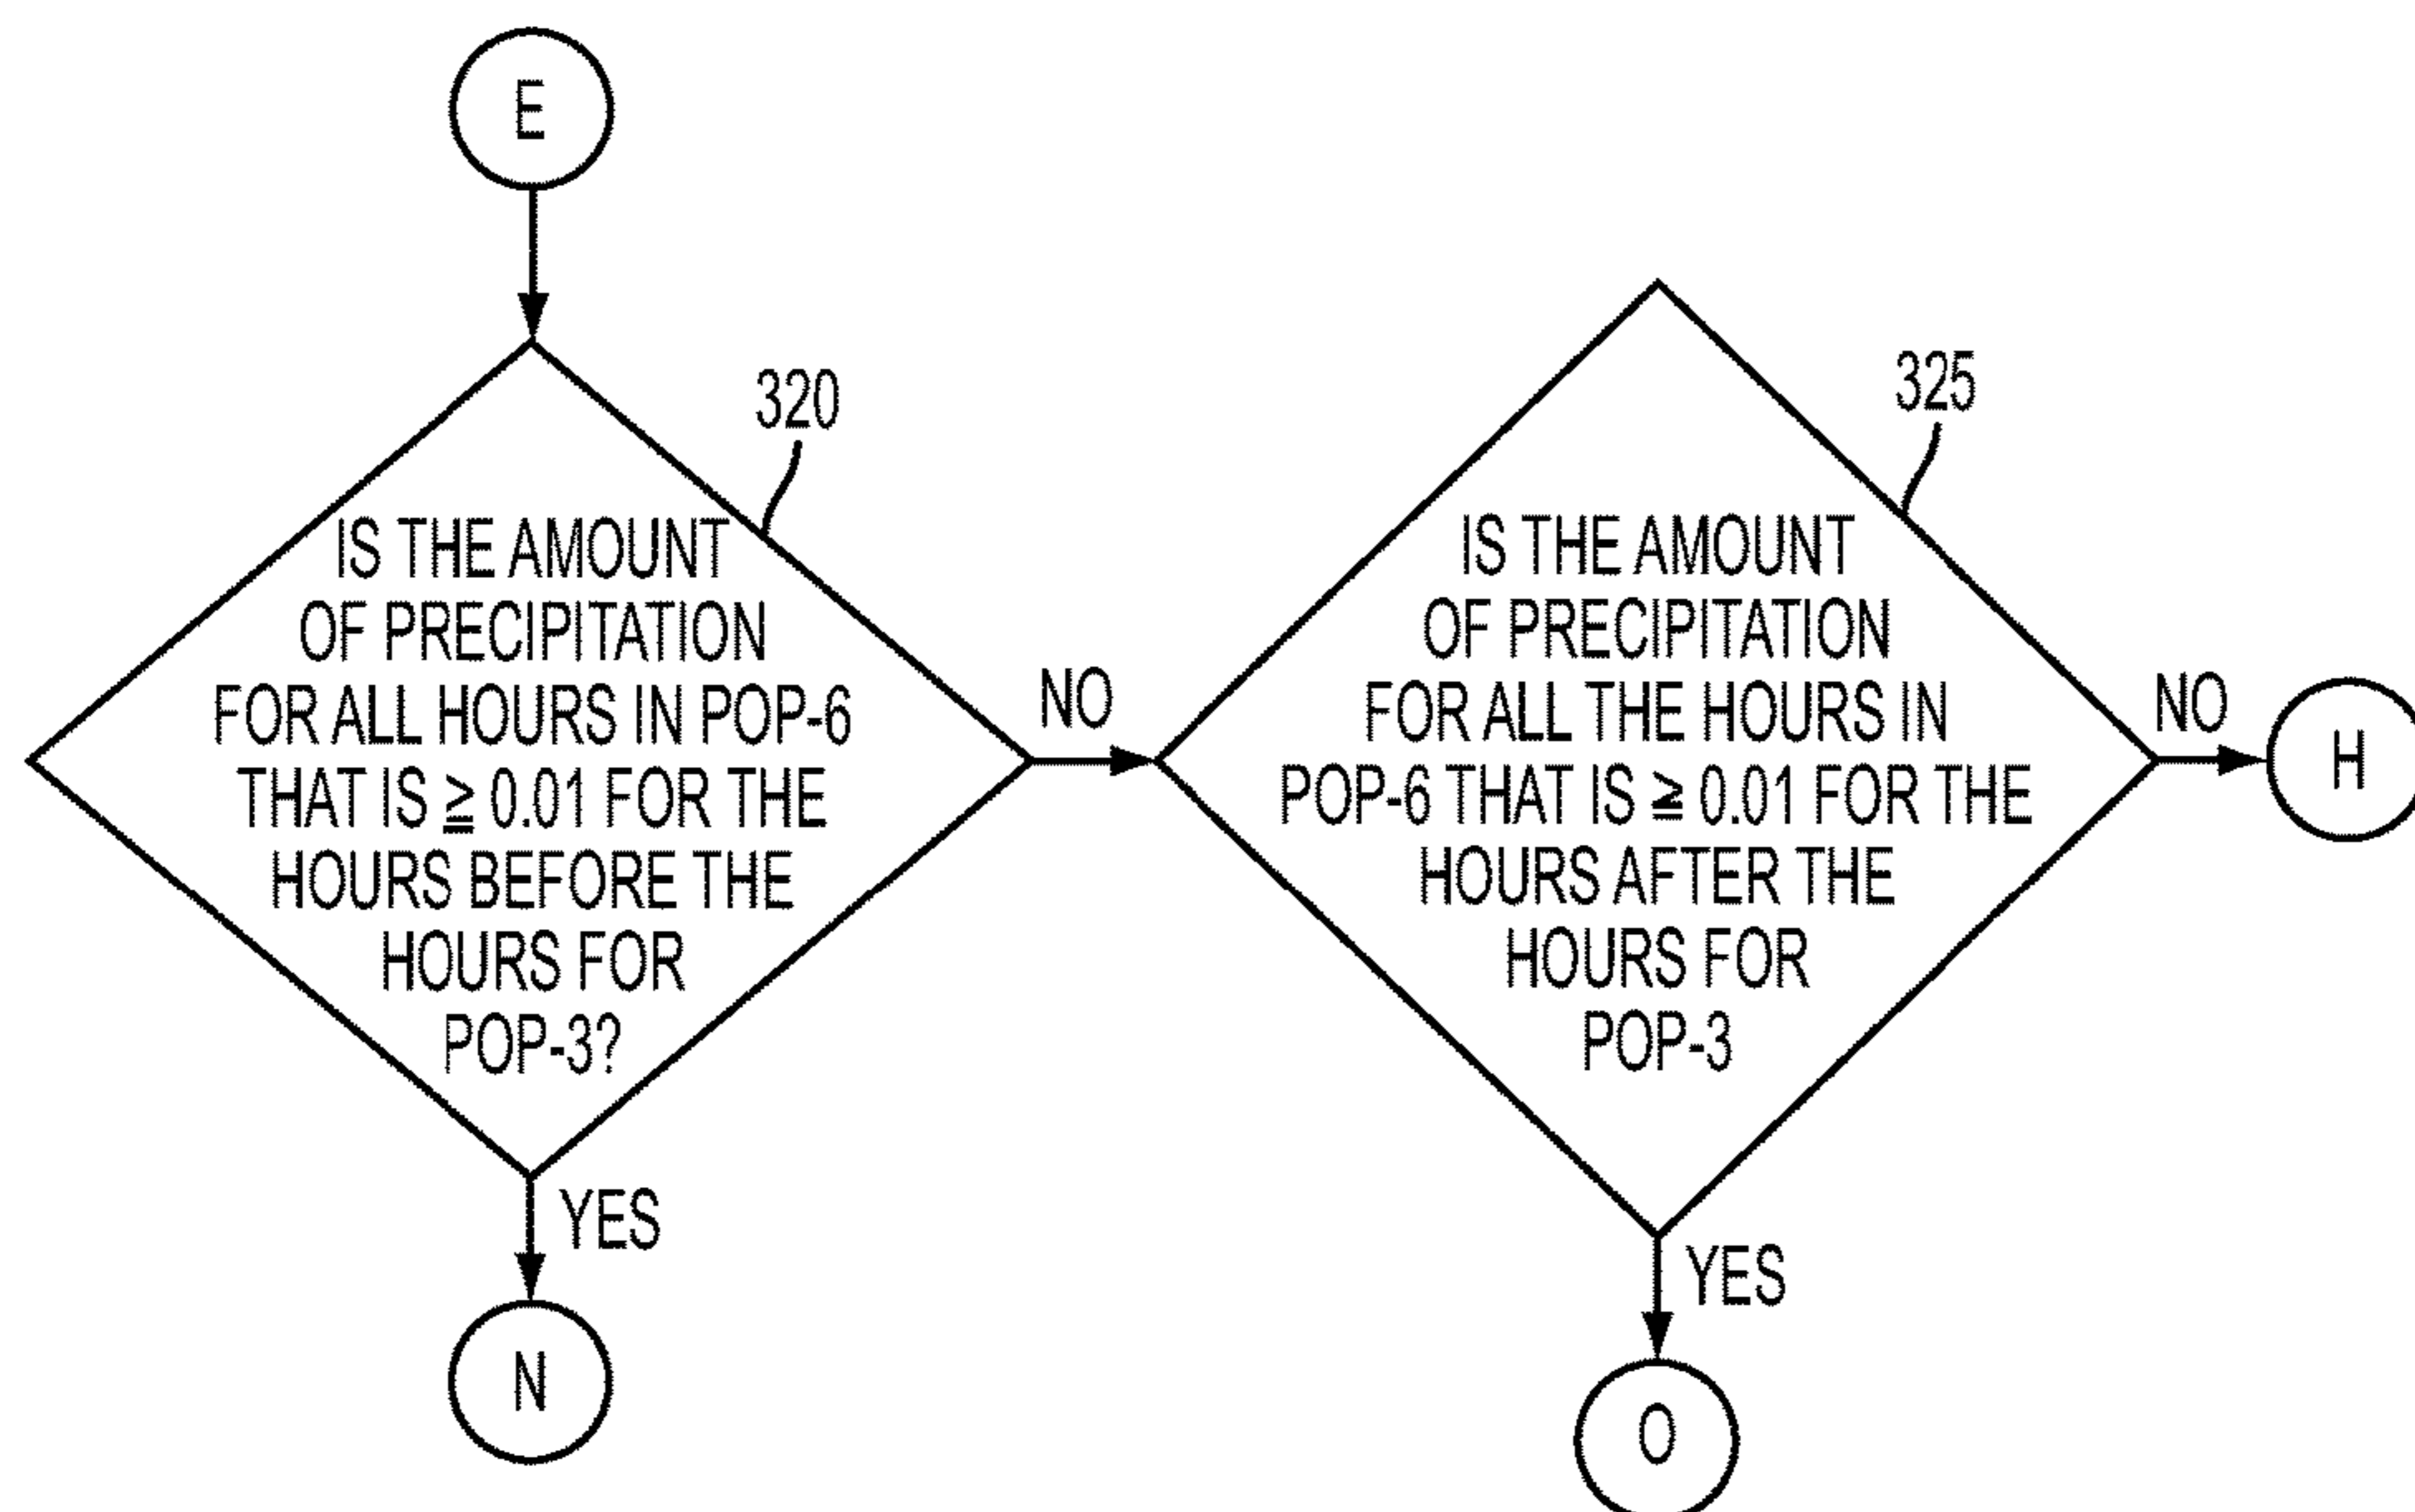 E
320
IS THE AMOUNT
OF PRECIPITATION
FOR ALL HOURS IN POP-6
THAT IS ≧ 0.01 FOR THE
HOURS BEFORE THE
HOURS FOR
POP-3?
NO
YES
N
325
IS THE AMOUNT
OF PRECIPITATION
FOR ALL THE HOURS IN
POP-6 THAT IS ≧ 0.01 FOR THE
HOURS AFTER THE
HOURS FOR
POP-3
NO
H
YES
O